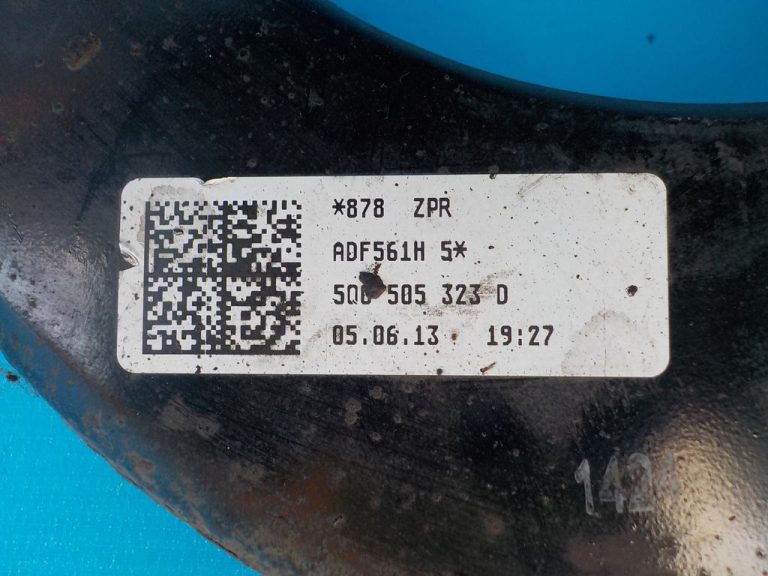 *878 ZPR
ADF561H 5*
5Q0 505 323 D
05.06.13 19:27